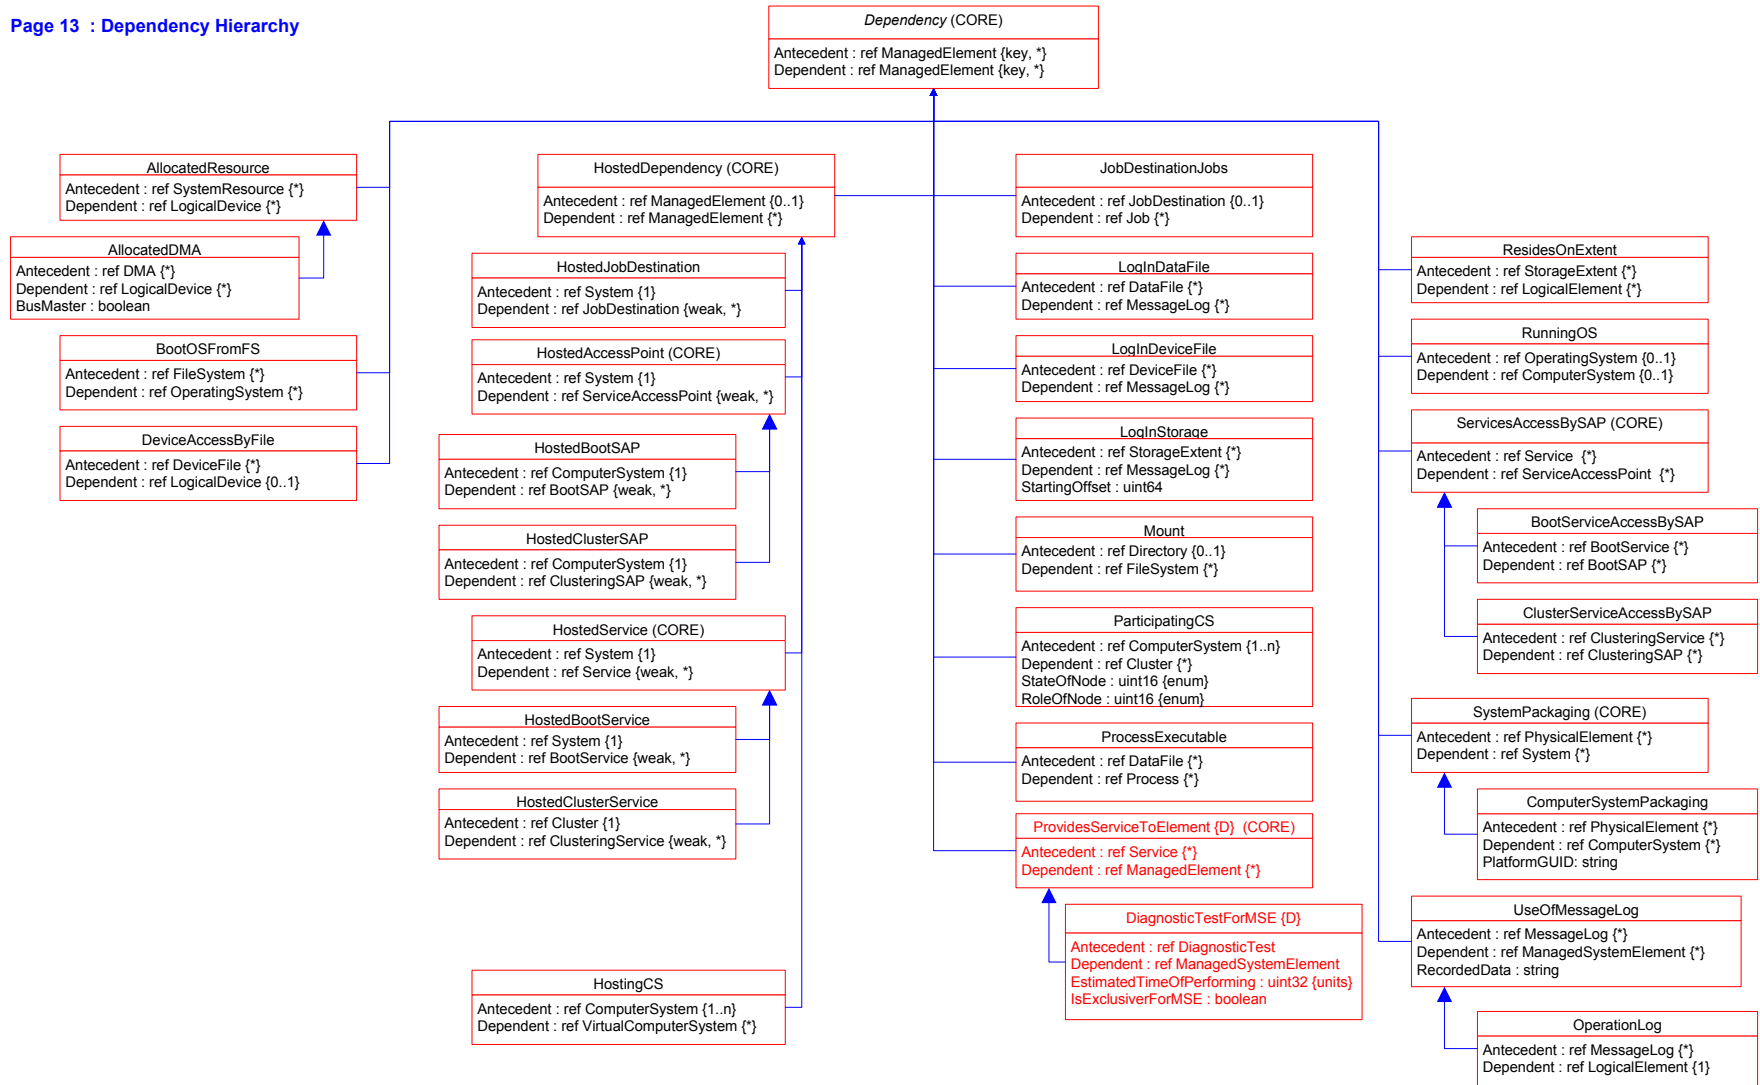 Page 13 : Dependency Hierarchy
Dependency (CORE)
Antecedent : ref ManagedElement {key, *}
Dependent : ref ManagedElement {key, *}
AllocatedResource
Antecedent : ref SystemResource {*}
Dependent : ref LogicalDevice {*}
AllocatedDMA
Antecedent : ref DMA {*}
Dependent : ref LogicalDevice {*}
BusMaster : boolean
BootOSFromFS
Antecedent : ref FileSystem {*}
Dependent : ref OperatingSystem {*}
DeviceAccessByFile
Antecedent : ref DeviceFile {*}
Dependent : ref LogicalDevice {0..1}
HostedDependency (CORE)
Antecedent : ref ManagedElement {0..1}
Dependent : ref ManagedElement {*}
HostedJobDestination
Antecedent : ref System {1}
Dependent : ref JobDestination {weak, *}
HostedAccessPoint (CORE)
Antecedent : ref System {1}
Dependent : ref ServiceAccessPoint {weak, *}
HostedBootSAP
Antecedent : ref ComputerSystem {1}
Dependent : ref BootSAP {weak, *}
HostedClusterSAP
Antecedent : ref ComputerSystem {1}
Dependent : ref ClusteringSAP {weak, *}
HostedService (CORE)
Antecedent : ref System {1}
Dependent : ref Service {weak, *}
HostedBootService
Antecedent : ref System {1}
Dependent : ref BootService {weak, *}
HostedClusterService
Antecedent : ref Cluster {1}
Dependent : ref ClusteringService {weak, *}
HostingCS
Antecedent : ref ComputerSystem {1..n}
Dependent : ref VirtualComputerSystem {*}
JobDestinationJobs
Antecedent : ref JobDestination {0..1}
Dependent : ref Job {*}
LogInDataFile
Antecedent : ref DataFile {*}
Dependent : ref MessageLog {*}
LogInDeviceFile
Antecedent : ref DeviceFile {*}
Dependent : ref MessageLog {*}
LogInStorage
Antecedent : ref StorageExtent {*}
Dependent : ref MessageLog {*}
StartingOffset : uint64
Mount
Antecedent : ref Directory {0..1}
Dependent : ref FileSystem {*}
ParticipatingCS
Antecedent : ref ComputerSystem {1..n}
Dependent : ref Cluster {*}
StateOfNode : uint16 {enum}
RoleOfNode : uint16 {enum}
ProcessExecutable
Antecedent : ref DataFile {*}
Dependent : ref Process {*}
ProvidesServiceToElement {D} (CORE)
Antecedent : ref Service {*}
Dependent : ref ManagedElement {*}
DiagnosticTestForMSE {D}
Antecedent : ref DiagnosticTest
Dependent : ref ManagedSystemElement
EstimatedTimeOfPerforming : uint32 {units}
IsExclusiverForMSE : boolean
ResidesOnExtent
Antecedent : ref StorageExtent {*}
Dependent : ref LogicalElement {*}
RunningOS
Antecedent : ref OperatingSystem {0..1}
Dependent : ref ComputerSystem {0..1}
ServicesAccessBySAP (CORE)
Antecedent : ref Service {*}
Dependent : ref ServiceAccessPoint {*}
BootServiceAccessBySAP
Antecedent : ref BootService {*}
Dependent : ref BootSAP {*}
ClusterServiceAccessBySAP
Antecedent : ref ClusteringService {*}
Dependent : ref ClusteringSAP {*}
SystemPackaging (CORE)
Antecedent : ref PhysicalElement {*}
Dependent : ref System {*}
ComputerSystemPackaging
Antecedent : ref PhysicalElement {*}
Dependent : ref ComputerSystem {*}
PlatformGUID: string
UseOfMessageLog
Antecedent : ref MessageLog {*}
Dependent : ref ManagedSystemElement {*}
RecordedData : string
OperationLog
Antecedent : ref MessageLog {*}
Dependent : ref LogicalElement {1}